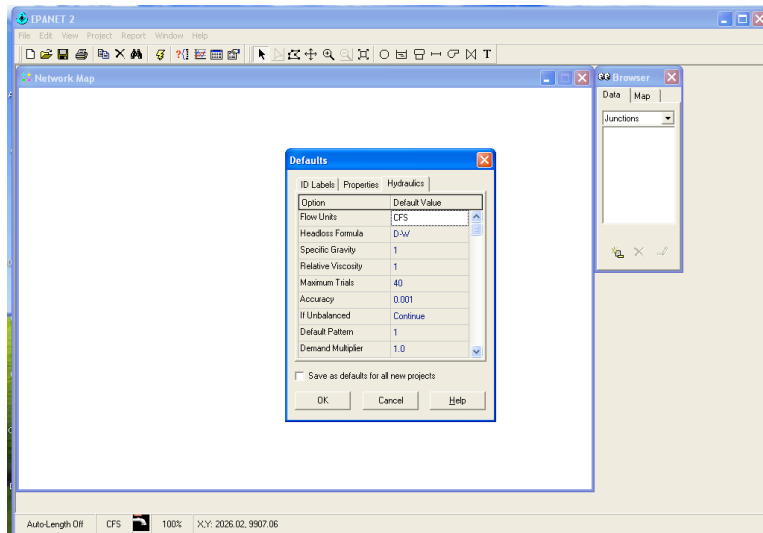 EPANET 2
File Edit View Project Report Window Help
T
Network Map
Browser
Data Map
Junctions
Defaults
ID Labels Properties Hydraulics
Option Default Value
Flow Units CFS
Headloss Formula D-W
Specific Gravity 1
Relative Viscosity 1
Maximum Trials 40
Accuracy 0.001
If Unbalanced Continue
Default Pattern 1
Demand Multiplier 1.0
Save as defaults for all new projects
OK Cancel Help
Auto-Length Off CFS 100% X,Y: 2026.02, 9907.06